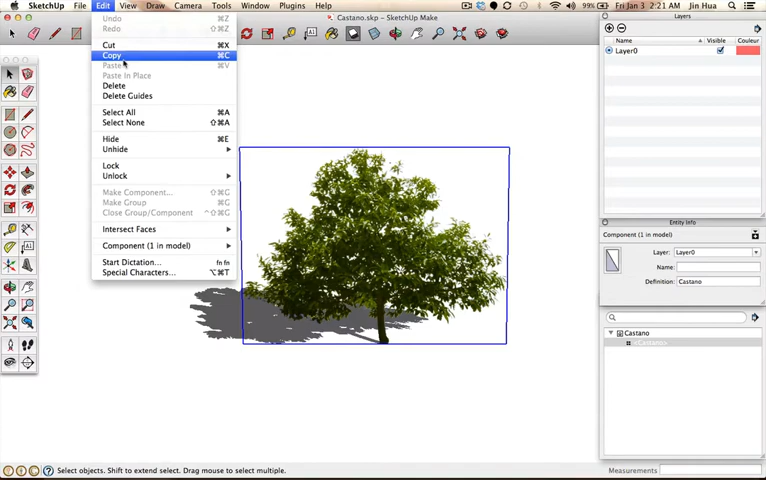 SketchUp File Edit View Draw Camera Tools Window Plugins Help 99% Fri Jan 3 2:21 AM Jin Hua
Castano.skp - SketchUp Make
Undo ⌘Z
Redo ⇧⌘Z
Cut ⌘X
Copy ⌘C
Paste ⌘V
Paste In Place
Delete
Delete Guides
Select All ⌘A
Select None ⇧⌘A
Hide ⌘E
Unhide
Lock
Unlock
Make Component... ⇧⌘G
Make Group ⌘G
Close Group/Component ^⇧⌘G
Intersect Faces
Component (1 in model)
Start Dictation... fn fn
Special Characters... ⌥⌘T
Layers
Name Visible Colour
Layer0
Entity Info
Component (1 in model)
Layer: Layer0
Name:
Definition: Castano
Castano
<Castano>
Select objects. Shift to extend select. Drag mouse to select multiple.
Measurements